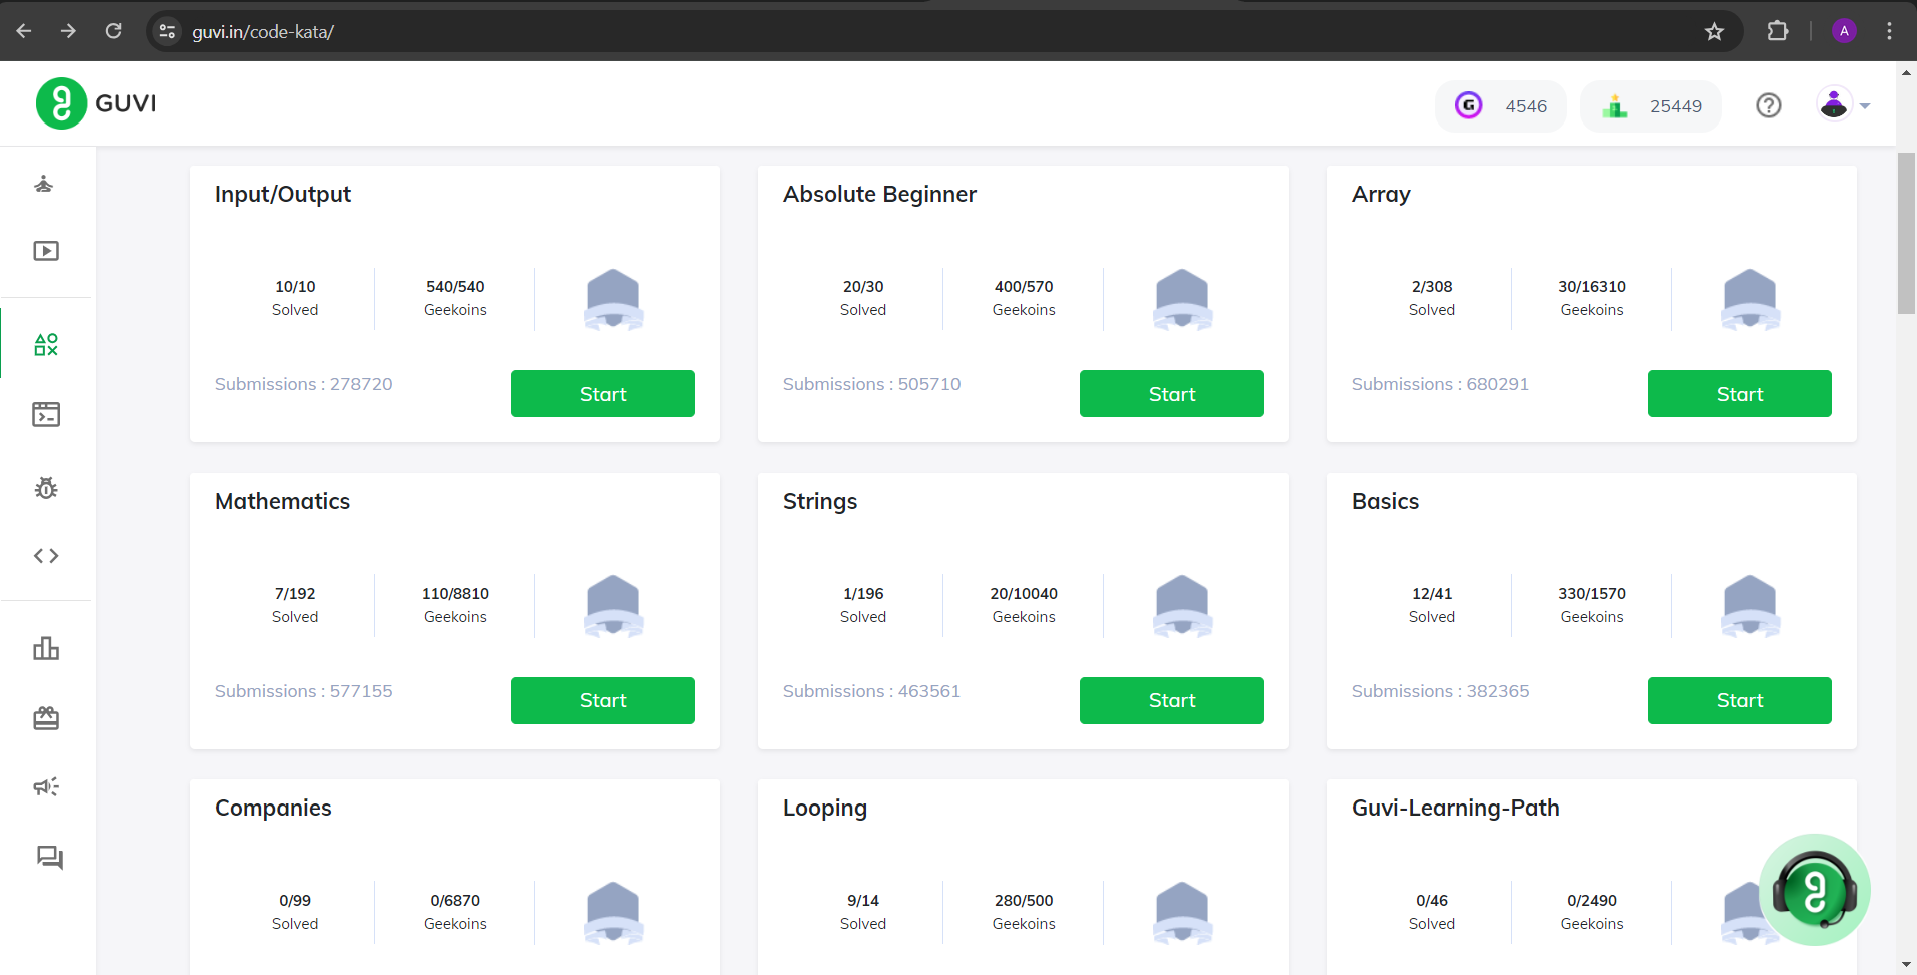 guvi.in/code-kata/
A
GUVI
G
4546
25449
Input/Output
10/10
Solved
540/540
Geekoins
Submissions : 278720
Start
Absolute Beginner
20/30
Solved
400/570
Geekoins
Submissions : 505710
Start
Array
2/308
Solved
30/16310
Geekoins
Submissions : 680291
Start
Mathematics
7/192
Solved
110/8810
Geekoins
Submissions : 577155
Start
Strings
1/196
Solved
20/10040
Geekoins
Submissions : 463561
Start
Basics
12/41
Solved
330/1570
Geekoins
Submissions : 382365
Start
Companies
0/99
Solved
0/6870
Geekoins
Looping
9/14
Solved
280/500
Geekoins
Guvi-Learning-Path
0/46
Solved
0/2490
Geekoins